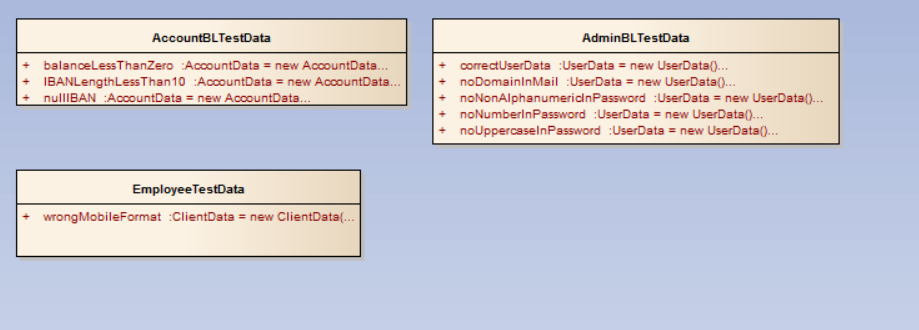 AccountBLTestData
+ balanceLessThanZero :AccountData = new AccountData...
+ IBANLengthLessThan10 :AccountData = new AccountData...
+ nullIBAN :AccountData = new AccountData...
AdminBLTestData
+ correctUserData :UserData = new UserData()...
+ noDomainInMail :UserData = new UserData()...
+ noNonAlphanumericInPassword :UserData = new UserData()...
+ noNumberInPassword :UserData = new UserData()...
+ noUppercaseInPassword :UserData = new UserData()...
EmployeeTestData
+ wrongMobileFormat :ClientData = new ClientData(...